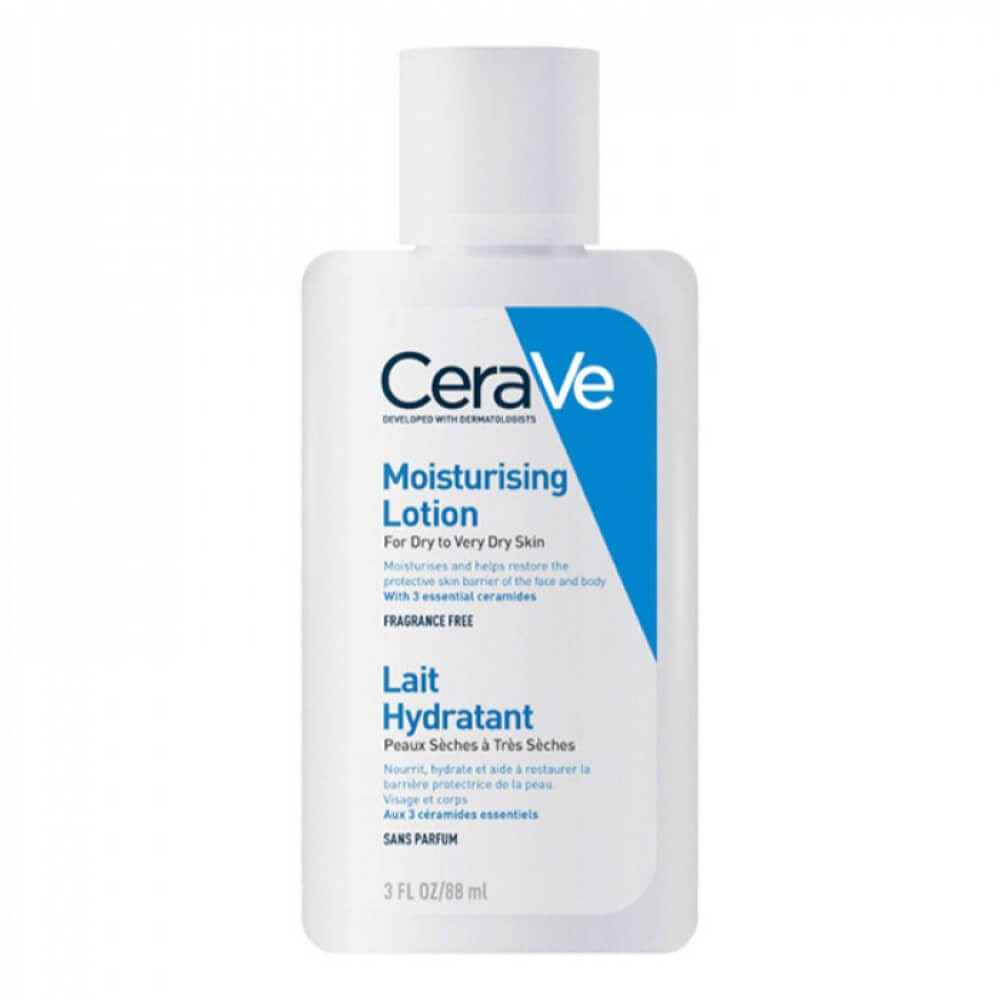 CeraVe
DEVELOPED WITH DERMATOLOGISTS
Moisturising
Lotion
For Dry to Very Dry Skin
Moisturises and helps restore the
protective skin barrier of the face and body
With 3 essential ceramides
FRAGRANCE FREE
Lait
Hydratant
Peaux Sèches à Très Sèches
Nourrit, hydrate et aide à restaurer la
barrière protectrice de la peau.
Visage et corps
Aux 3 céramides essentiels
SANS PARFUM
3 FL OZ/88 ml